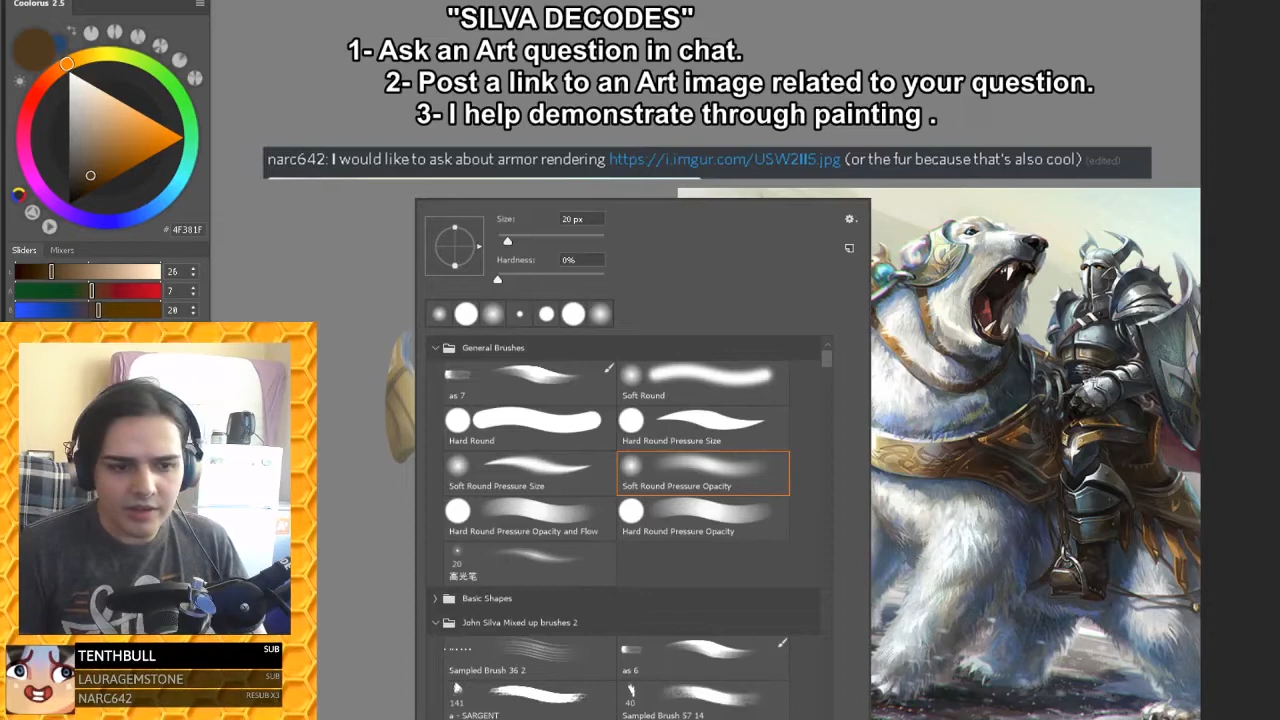 Coolorus 2.5
"SILVA DECODES"
1- Ask an Art question in chat.
2- Post a link to an Art image related to your question.
3- I help demonstrate through painting .
narc642: I would like to ask about armor rendering https://i.imgur.com/USW2II5.jpg (or the fur because that's also cool) (edited)
# 4F381F
Sliders Mixers
L 26
A 7
B 20
Size: 20 px
Hardness: 0%
General Brushes
as 7
Soft Round
Hard Round
Hard Round Pressure Size
Soft Round Pressure Size
Soft Round Pressure Opacity
Hard Round Pressure Opacity and Flow
Hard Round Pressure Opacity
20
高光笔
Basic Shapes
John Silva Mixed up brushes 2
Sampled Brush 36 2
as 6
141
a - SARGENT
40
Sampled Brush 57 14
TENTHBULL SUB
LAURAGEMSTONE SUB
NARC642 RESUB X3